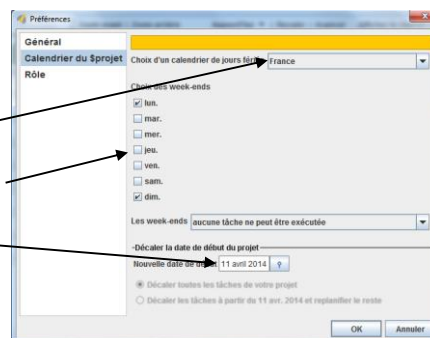 Préférences
Général
Calendrier du $projet
Rôle
Choix d'un calendrier de jours fériés France
Choix des week-ends
lun.
mar.
mer.
jeu.
ven.
sam.
dim.
Les week-ends aucune tâche ne peut être exécutée
Décaler la date de début du projet
Nouvelle date de début 11 avril 2014 ?
Décaler toutes les tâches de votre projet
Décaler les tâches à partir du 11 avr. 2014 et replanifier le reste
OK Annuler